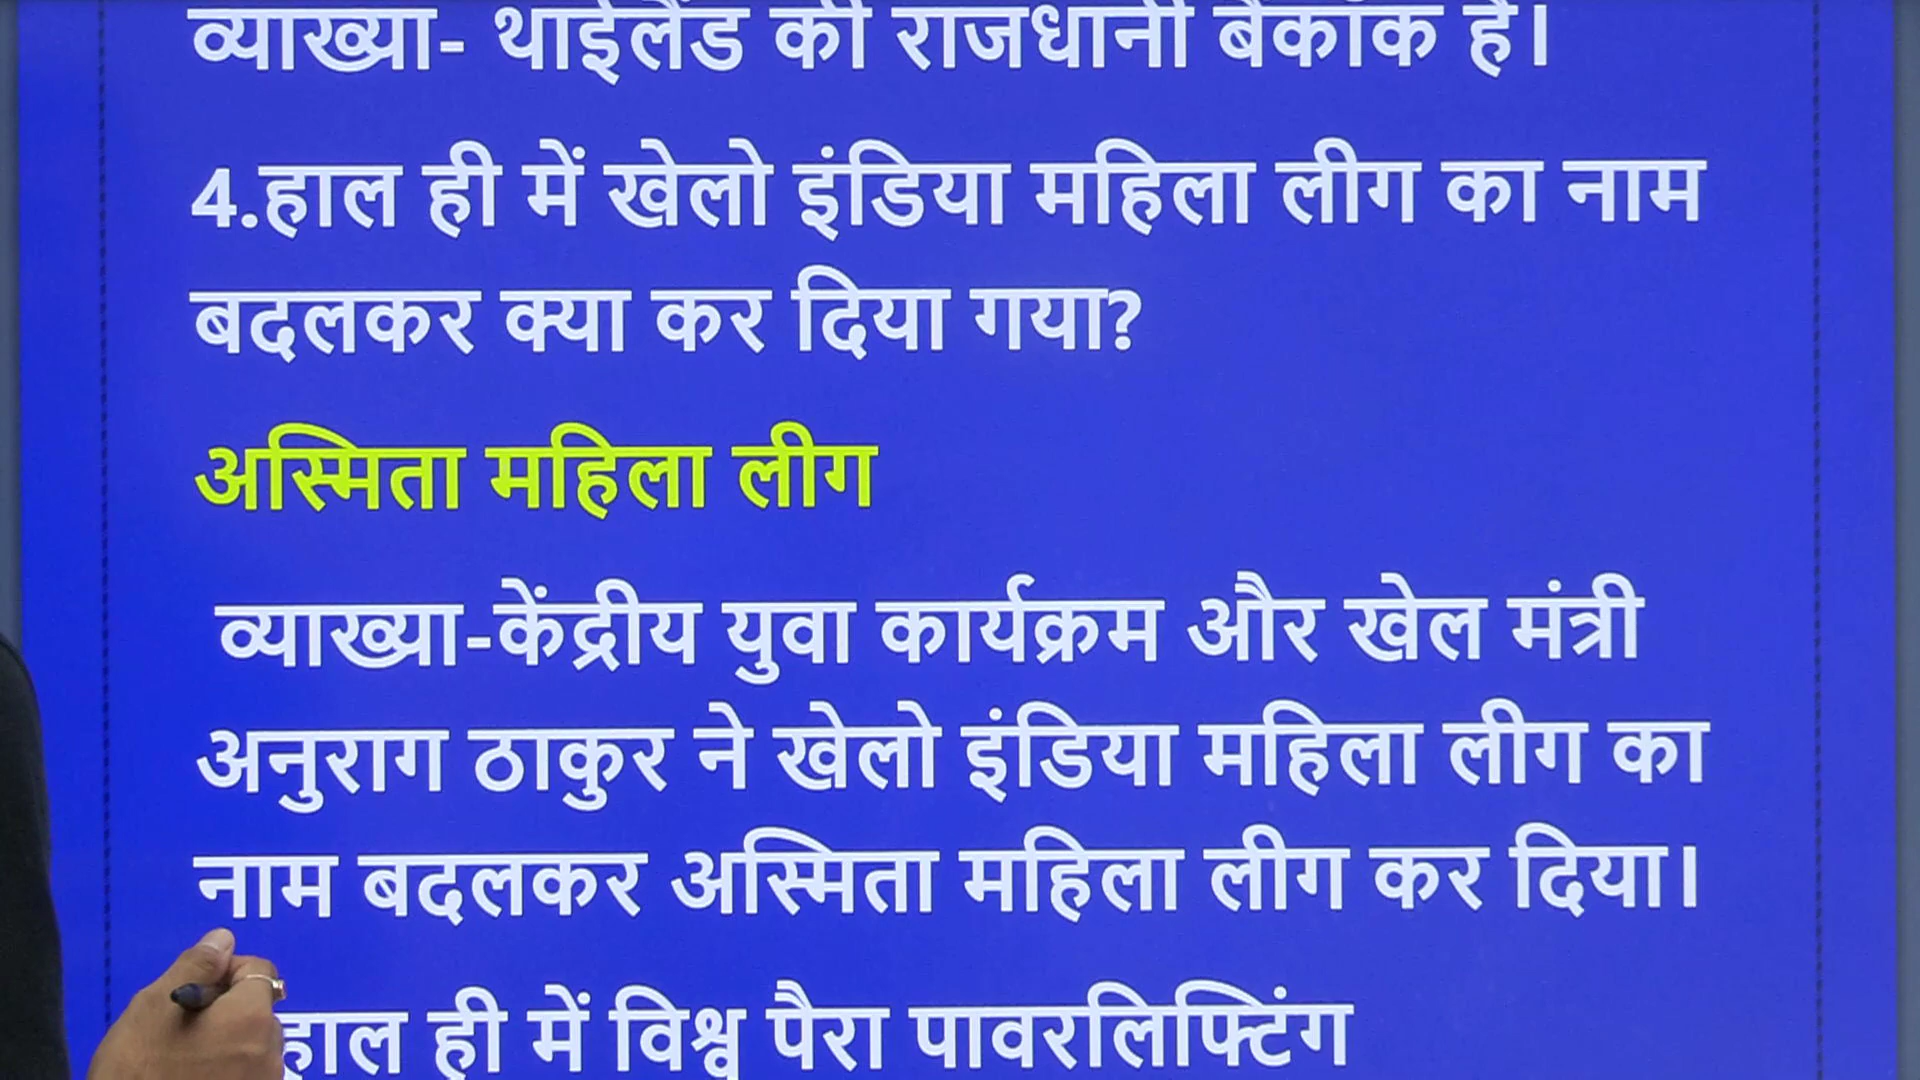 व्याख्या- थाईलैंड की राजधानी बैंकॉक है।
4.हाल ही में खेलो इंडिया महिला लीग का नाम
बदलकर क्या कर दिया गया?
अस्मिता महिला लीग
व्याख्या-केंद्रीय युवा कार्यक्रम और खेल मंत्री
अनुराग ठाकुर ने खेलो इंडिया महिला लीग का
नाम बदलकर अस्मिता महिला लीग कर दिया।
हाल ही में विश्व पैरा पावरलिफ्टिंग